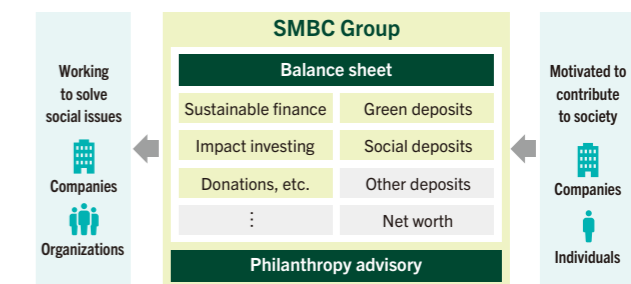 Working
to solve
social issues
Companies
Organizations
SMBC Group
Balance sheet
Sustainable finance
Green deposits
Impact investing
Social deposits
Donations, etc.
Other deposits
⋮
Net worth
Philanthropy advisory
Motivated to
contribute
to society
Companies
Individuals